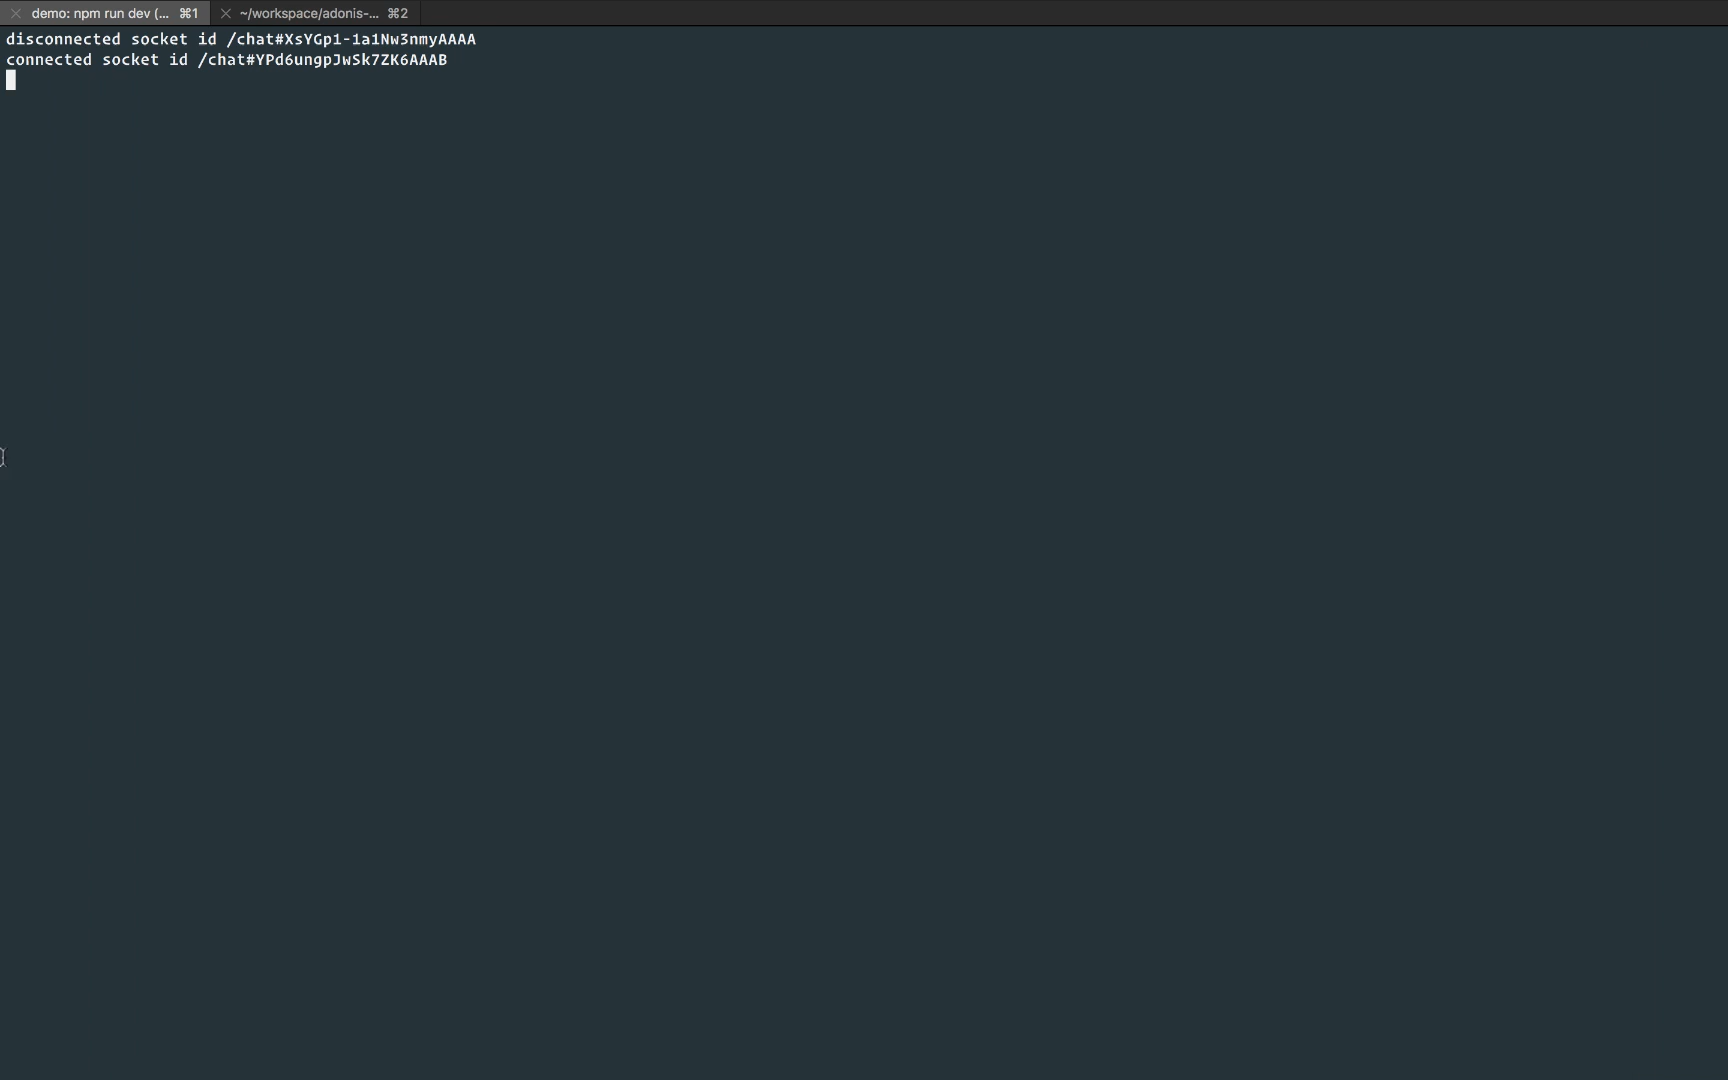 demo: npm run dev (... ⌘1
~/workspace/adonis-... ⌘2
disconnected socket id /chat#XsYGp1-1a1Nw3nmyAAAA
connected socket id /chat#YPd6ungpJwSk7ZK6AAAB